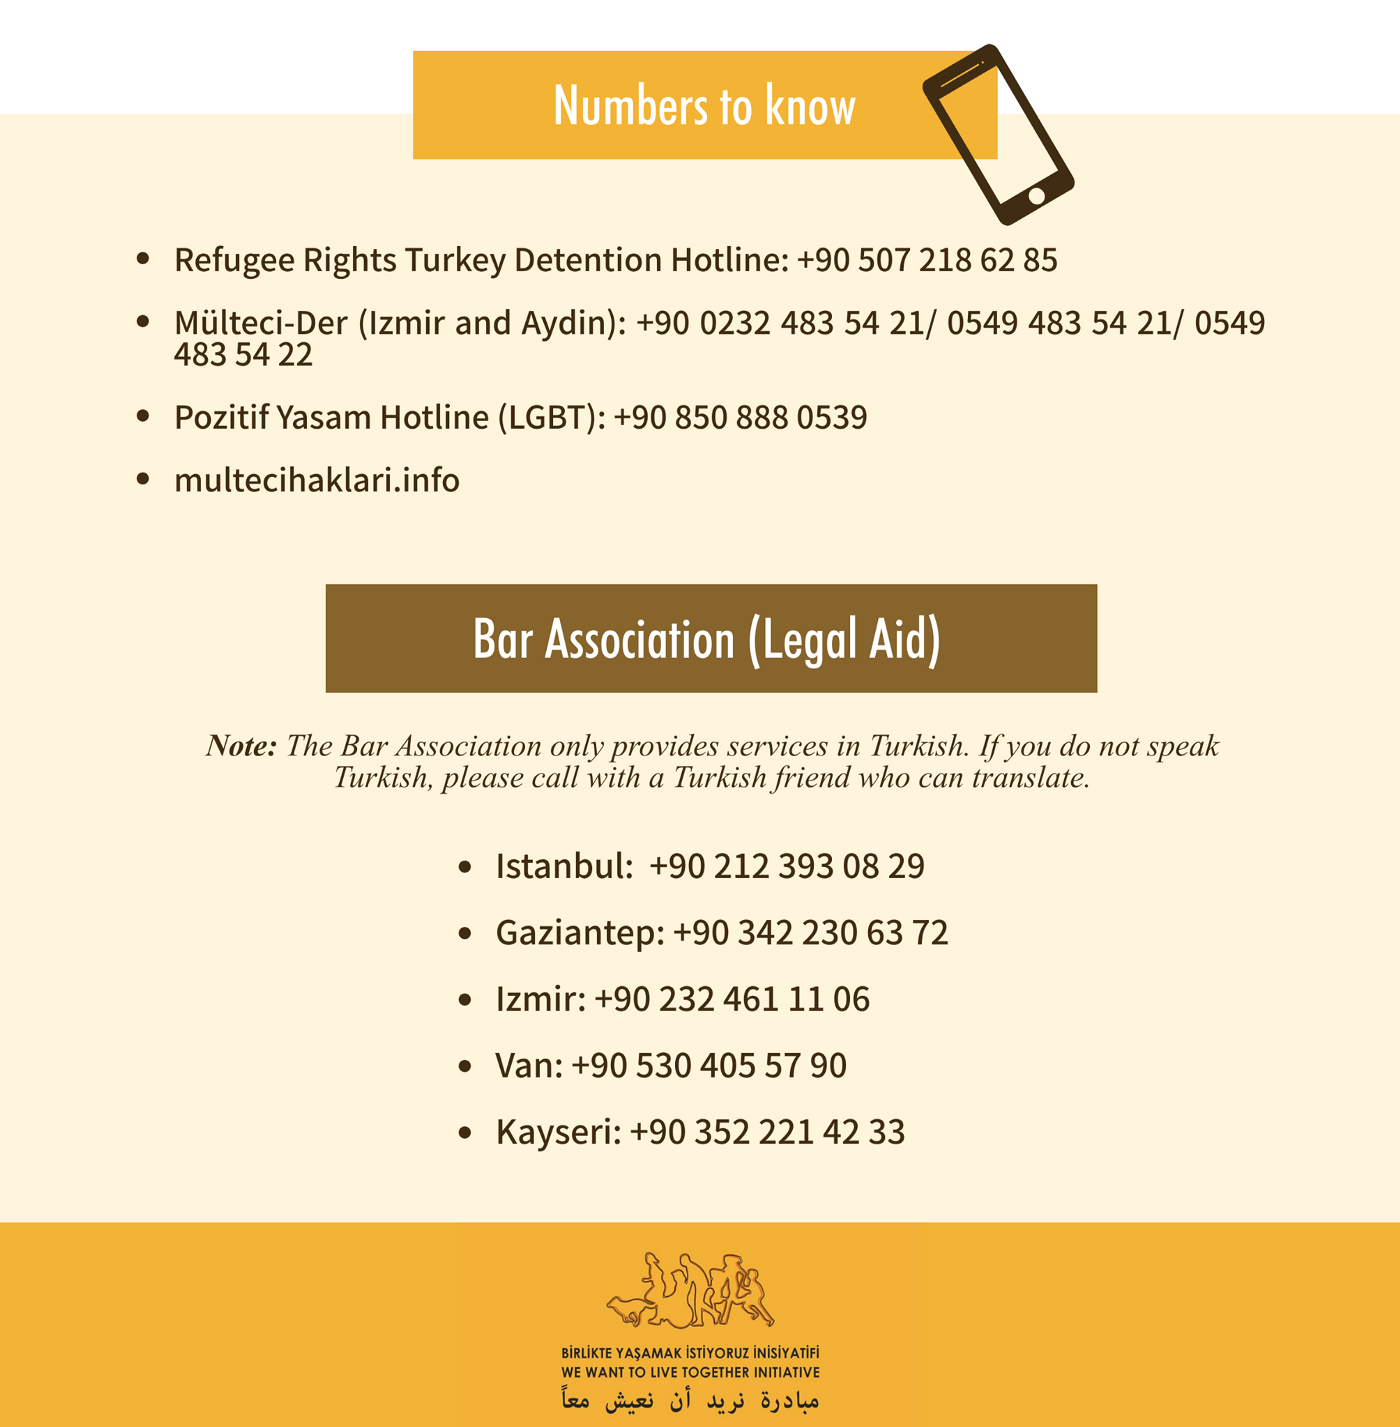 Numbers to know
• Refugee Rights Turkey Detention Hotline: +90 507 218 62 85
• Mülteci-Der (Izmir and Aydin): +90 0232 483 54 21/ 0549 483 54 21/ 0549
483 54 22
• Pozitif Yasam Hotline (LGBT): +90 850 888 0539
• multecihaklari.info
Bar Association (Legal Aid)
Note: The Bar Association only provides services in Turkish. If you do not speak
Turkish, please call with a Turkish friend who can translate.
• Istanbul: +90 212 393 08 29
• Gaziantep: +90 342 230 63 72
• Izmir: +90 232 461 11 06
• Van: +90 530 405 57 90
• Kayseri: +90 352 221 42 33
BİRLİKTE YAŞAMAK İSTİYORUZ İNİSİYATİFİ
WE WANT TO LIVE TOGETHER INITIATIVE
مبادرة نريد أن نعيش معاً